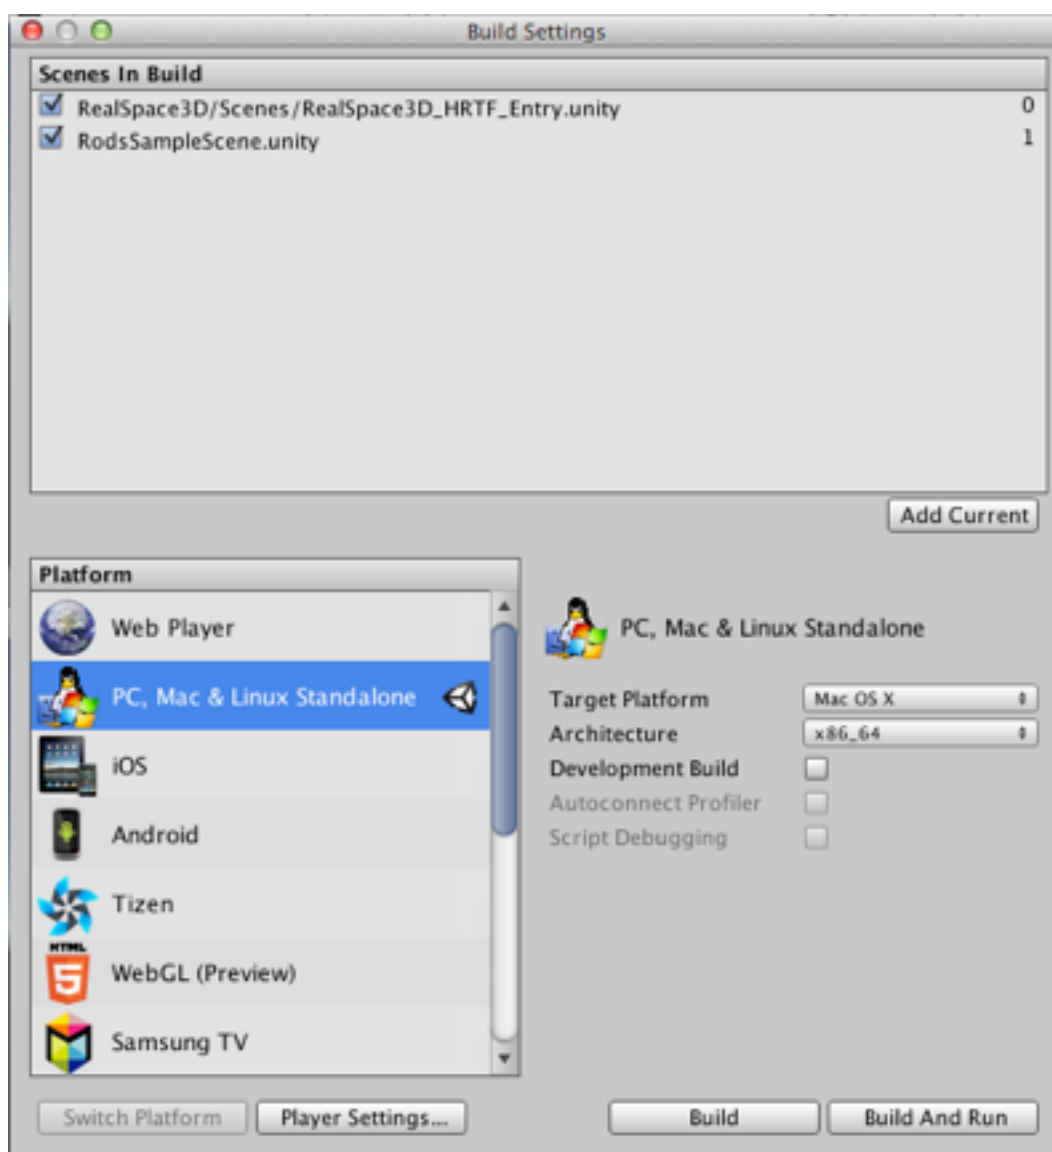 Build Settings
Scenes In Build
RealSpace3D/Scenes/RealSpace3D_HRTF_Entry.unity 0
RodsSampleScene.unity 1
Add Current
Platform
Web Player
PC, Mac & Linux Standalone
iOS
Android
Tizen
HTML
5
WebGL (Preview)
Samsung TV
PC, Mac & Linux Standalone
Target Platform Mac OS X
Architecture x86_64
Development Build
Autoconnect Profiler
Script Debugging
Switch Platform Player Settings... Build Build And Run